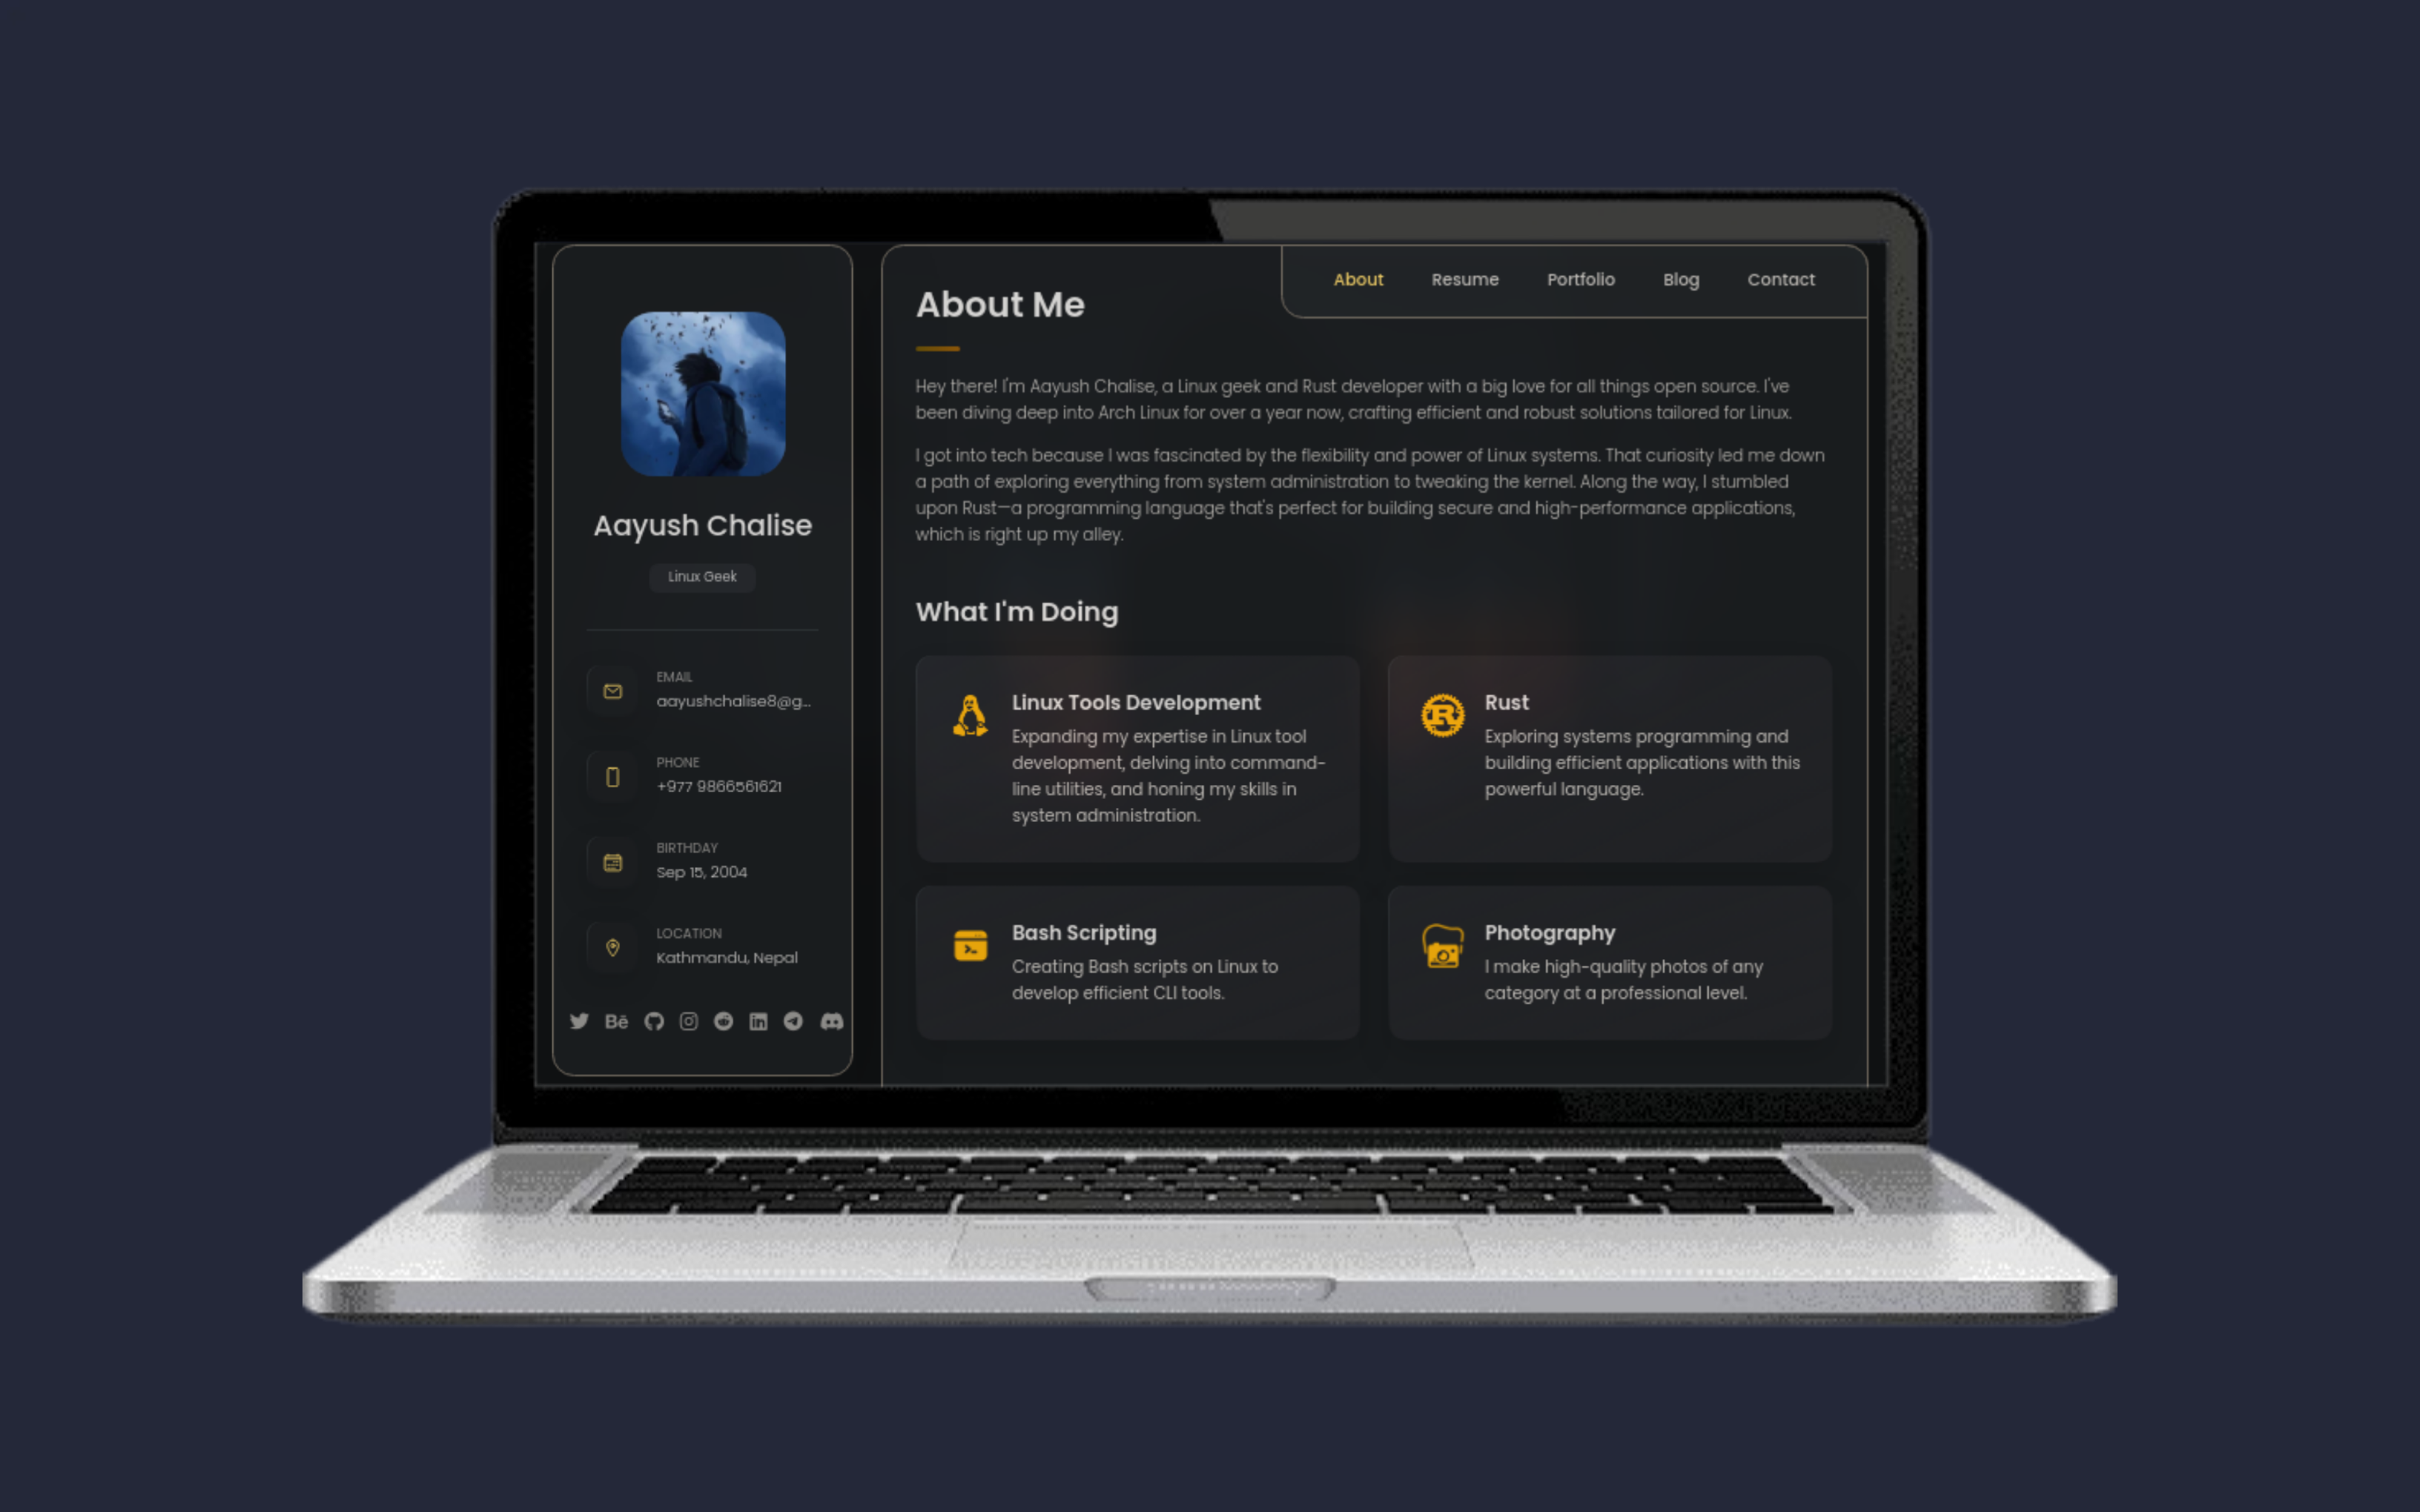 Aayush Chalise
Linux Geek
EMAIL
aayushchalise8@g...
PHONE
+977 9866561621
BIRTHDAY
Sep 15, 2004
LOCATION
Kathmandu, Nepal
Bē
in
About Resume Portfolio Blog Contact
About Me
Hey there! I'm Aayush Chalise, a Linux geek and Rust developer with a big love for all things open source. I've
been diving deep into Arch Linux for over a year now, crafting efficient and robust solutions tailored for Linux.
I got into tech because I was fascinated by the flexibility and power of Linux systems. That curiosity led me down
a path of exploring everything from system administration to tweaking the kernel. Along the way, I stumbled
upon Rust—a programming language that's perfect for building secure and high-performance applications,
which is right up my alley.
What I'm Doing
Linux Tools Development
Expanding my expertise in Linux tool
development, delving into command-
line utilities, and honing my skills in
system administration.
R
Rust
Exploring systems programming and
building efficient applications with this
powerful language.
Bash Scripting
Creating Bash scripts on Linux to
develop efficient CLI tools.
Photography
I make high-quality photos of any
category at a professional level.